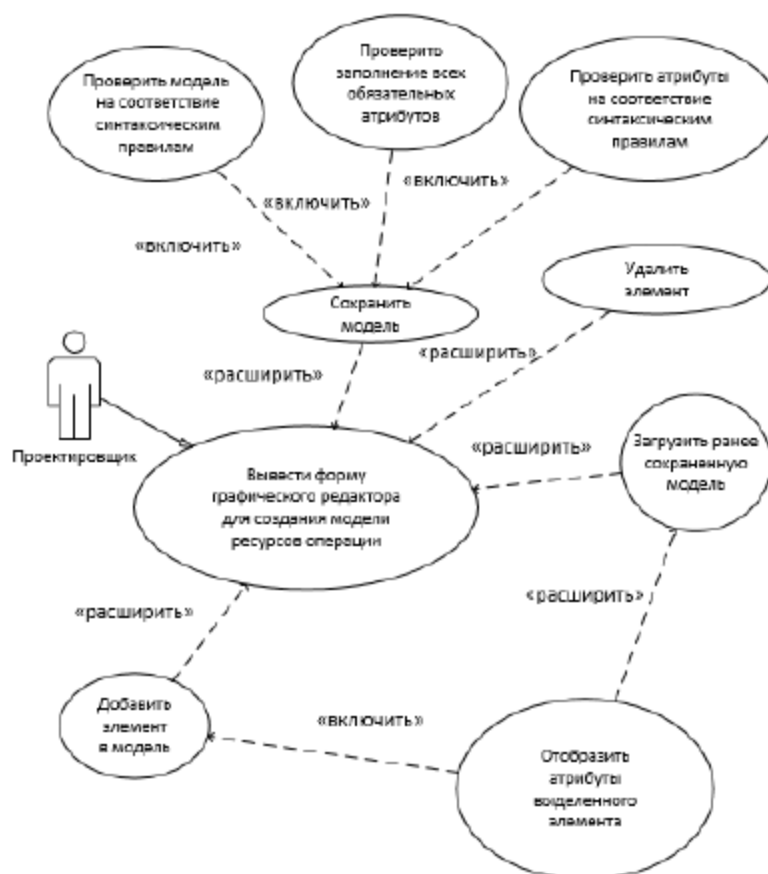 Проверить модель
на соответствие
синтаксическим
правилам
Проверито
заполнение всех
обязательных
атрибутов
Проверить атрибуты
на соответствие
синтаксическим
правилам
«включить»
«включить»
«включить»
Удалить
элемент
Сохранить
модель
«расширить»
«расширить»
Проектировщик
Вывести форму
графического редактора
для создания модели
ресурсов операции
«расширить»
Загрузить ранее
сохраненную
модель
«расширить»
«расширить»
Добавить
элемент
в модель
«включить»
Отобразить
атрибуты
выделенного
элемента